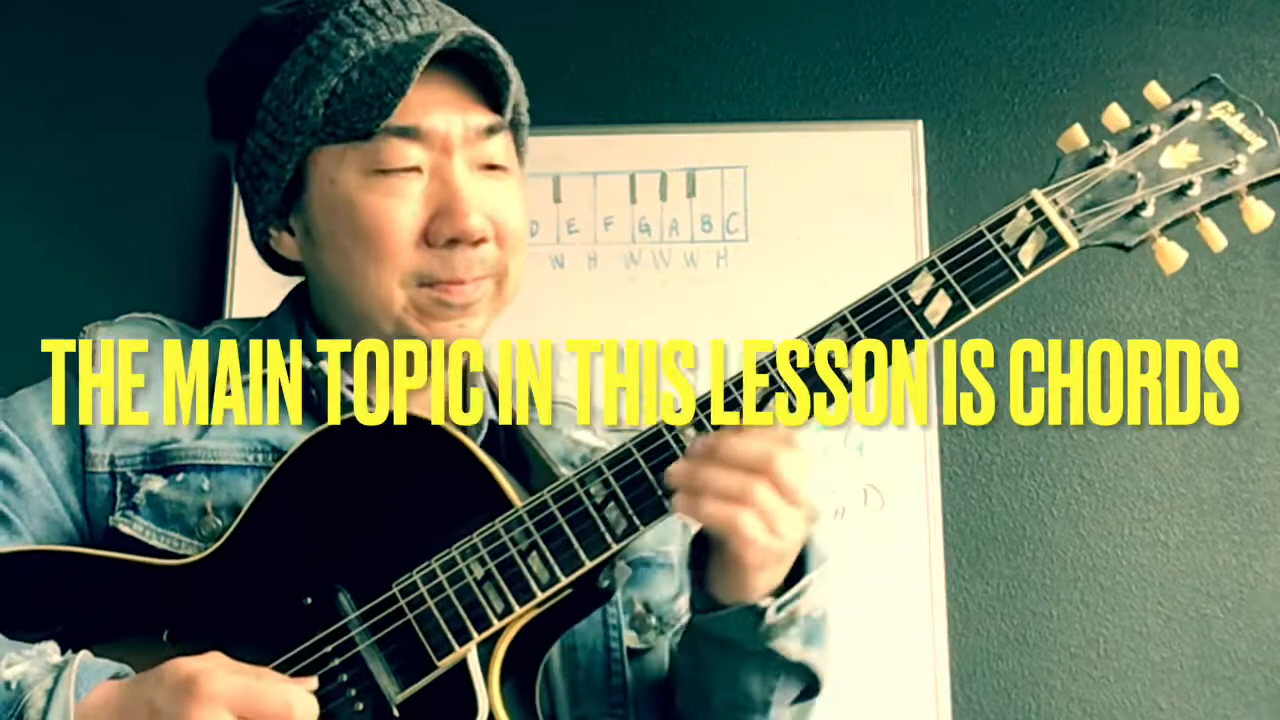 Gibson
D E F G A B C
W H W W W H
THE MAIN TOPIC IN THIS LESSON IS CHORDS
G
D